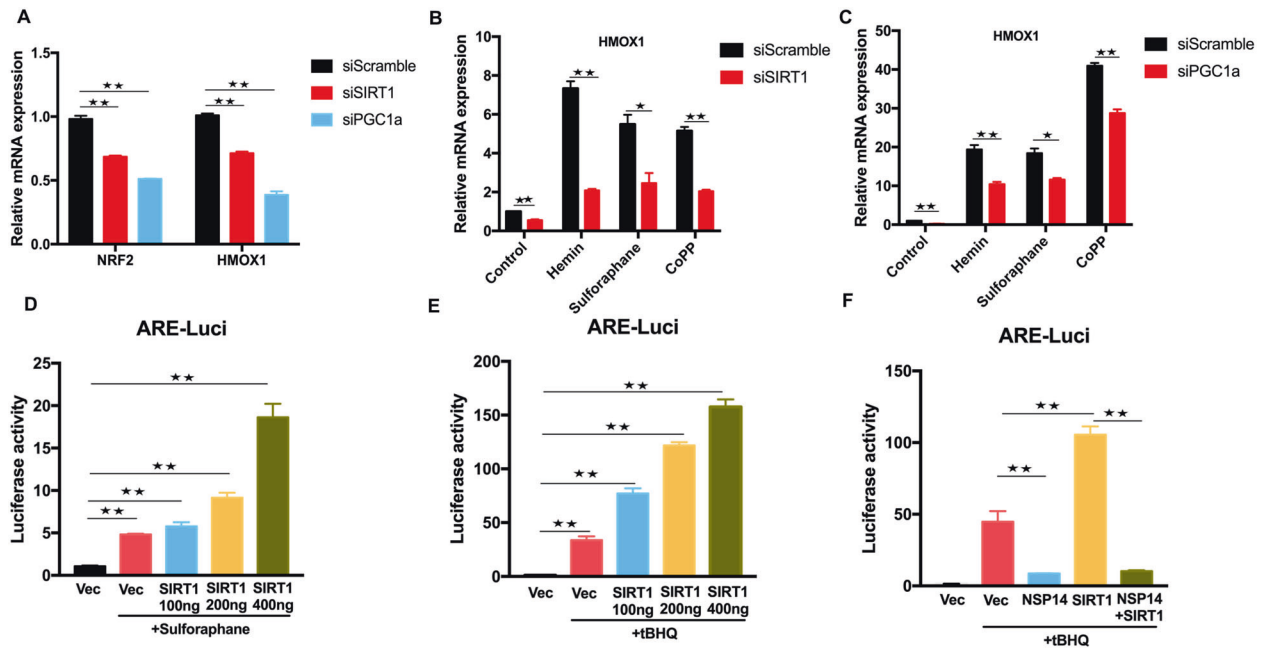 A
Relative mRNA expression
1.5
1.0
0.5
0.0
★★
★★
★★
★★
NRF2
HMOX1
siScramble
siSIRT1
siPGC1a
B
HMOX1
Relative mRNA expression
10
8
6
4
2
0
★★
★★
★
★★
Control
Hemin
Sulforaphane
CoPP
siScramble
siSIRT1
C
HMOX1
Relative mRNA expression
50
40
30
20
10
0
★★
★★
★
★★
Control
Hemin
Sulforaphane
CoPP
siScramble
siPGC1a
D
ARE-Luci
Luciferase activity
25
20
15
10
5
0
★★
★★
★★
★★
Vec
Vec
SIRT1
100ng
SIRT1
200ng
SIRT1
400ng
+Sulforaphane
E
ARE-Luci
Luciferase activity
200
150
100
50
0
★★
★★
★★
★★
Vec
Vec
SIRT1
100ng
SIRT1
200ng
SIRT1
400ng
+tBHQ
F
ARE-Luci
Luciferase activity
150
100
50
0
★★
★★
★★
Vec
Vec
NSP14
SIRT1
NSP14
+SIRT1
+tBHQ